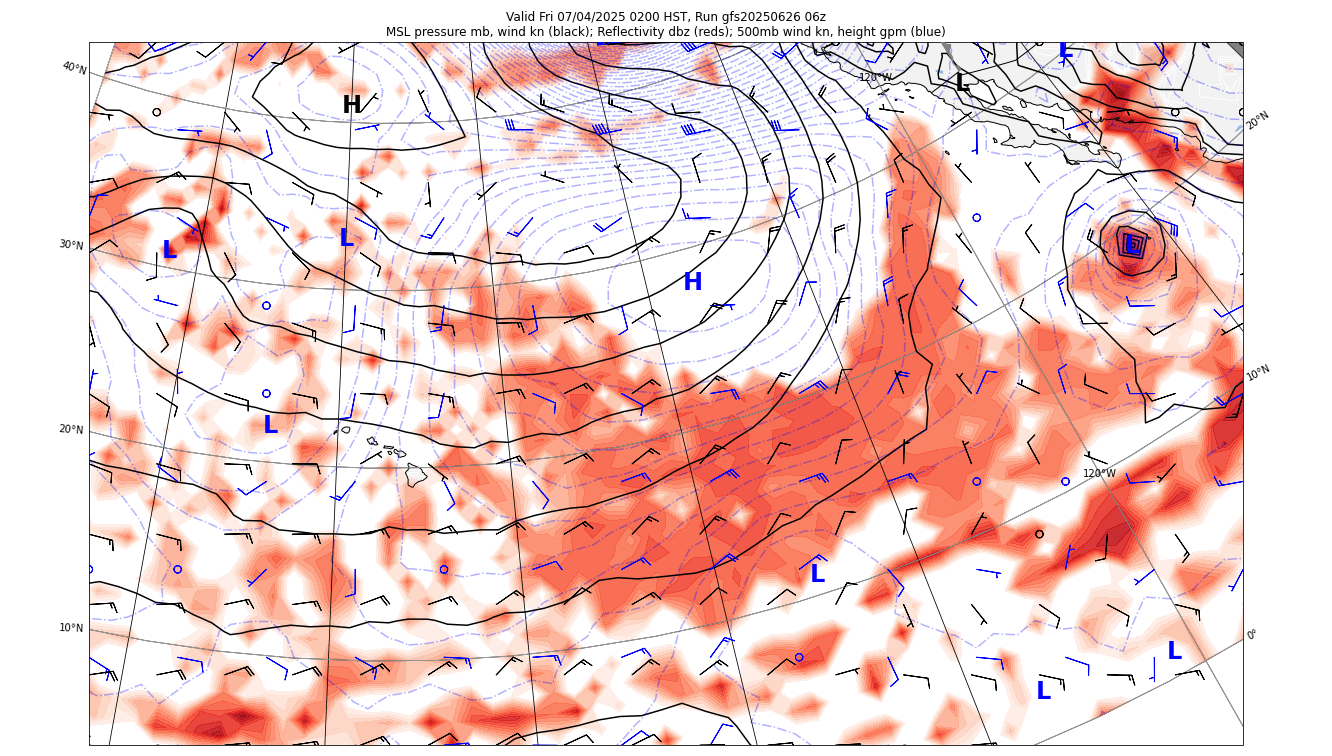 Valid Fri 07/04/2025 0200 HST, Run gfs20250626 06z
MSL pressure mb, wind kn (black); Reflectivity dbz (reds); 500mb wind kn, height gpm (blue)
L
40°N
120°W
L
H
20°N
L
L
30°N
L
H
10°N
L
20°N
120°W
L
10°N
0°
L
L